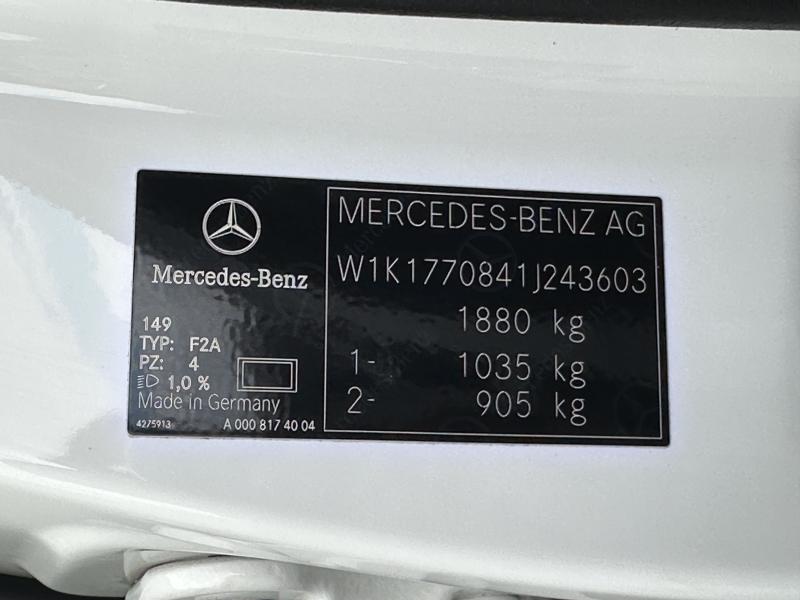 Mercedes-Benz
149
TYP: F2A
PZ: 4
1,0 %
Made in Germany
4275913 A 000 817 40 04
MERCEDES-BENZ AG
W1K1770841J243603
1880 kg
1- 1035 kg
2- 905 kg